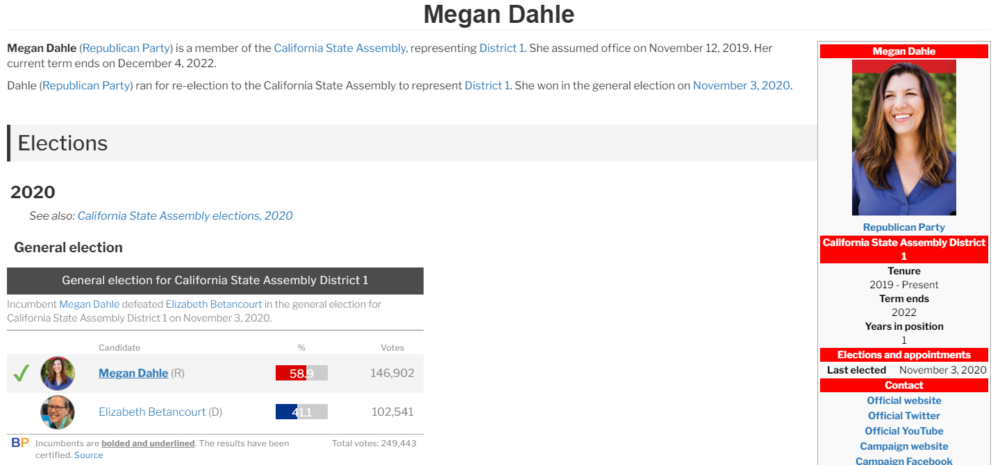 Megan Dahle
Megan Dahle (Republican Party) is a member of the California State Assembly, representing District 1. She assumed office on November 12, 2019. Her
current term ends on December 4, 2022.
Dahle (Republican Party) ran for re-election to the California State Assembly to represent District 1. She won in the general election on November 3, 2020.
Elections
2020
See also: California State Assembly elections, 2020
General election
General election for California State Assembly District 1
Incumbent Megan Dahle defeated Elizabeth Betancourt in the general election for
California State Assembly District 1 on November 3, 2020.
Candidate % Votes
Megan Dahle (R) 58.9 146,902
Elizabeth Betancourt (D) 41.1 102,541
BP Incumbents are bolded and underlined. The results have been Total votes: 249,443
certified. Source
Megan Dahle
Republican Party
California State Assembly District
1
Tenure
2019 - Present
Term ends
2022
Years in position
1
Elections and appointments
Last elected November 3, 2020
Contact
Official website
Official Twitter
Official YouTube
Campaign website
Campaign Facebook